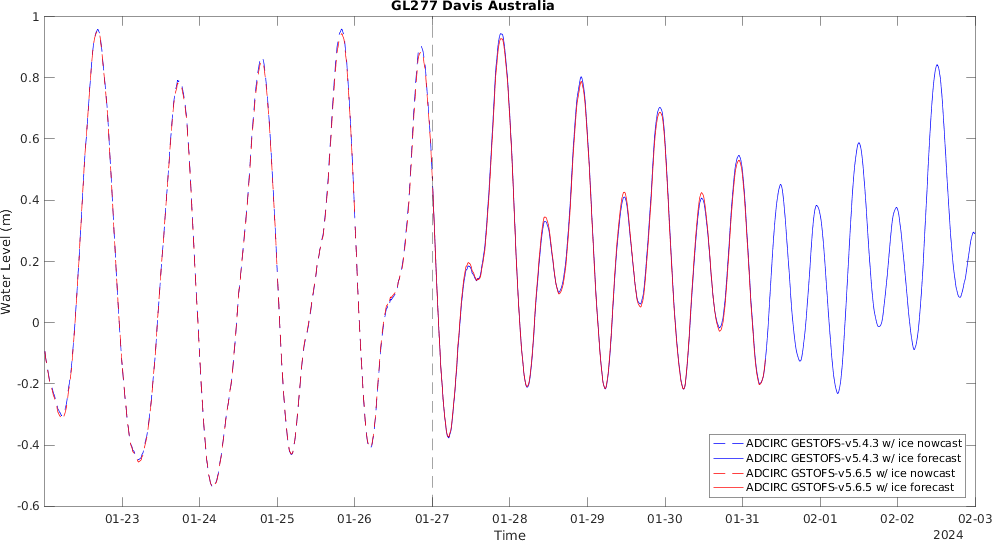 GL277 Davis Australia
1
0.8
0.6
0.4
0.2
0
-0.2
-0.4
-0.6
Water Level (m)
ADCIRC GESTOFS-v5.4.3 w/ ice nowcast
ADCIRC GESTOFS-v5.4.3 w/ ice forecast
ADCIRC GSTOFS-v5.6.5 w/ ice nowcast
ADCIRC GSTOFS-v5.6.5 w/ ice forecast
01-23 01-24 01-25 01-26 01-27 01-28 01-29 01-30 01-31 02-01 02-02 02-03
Time
2024